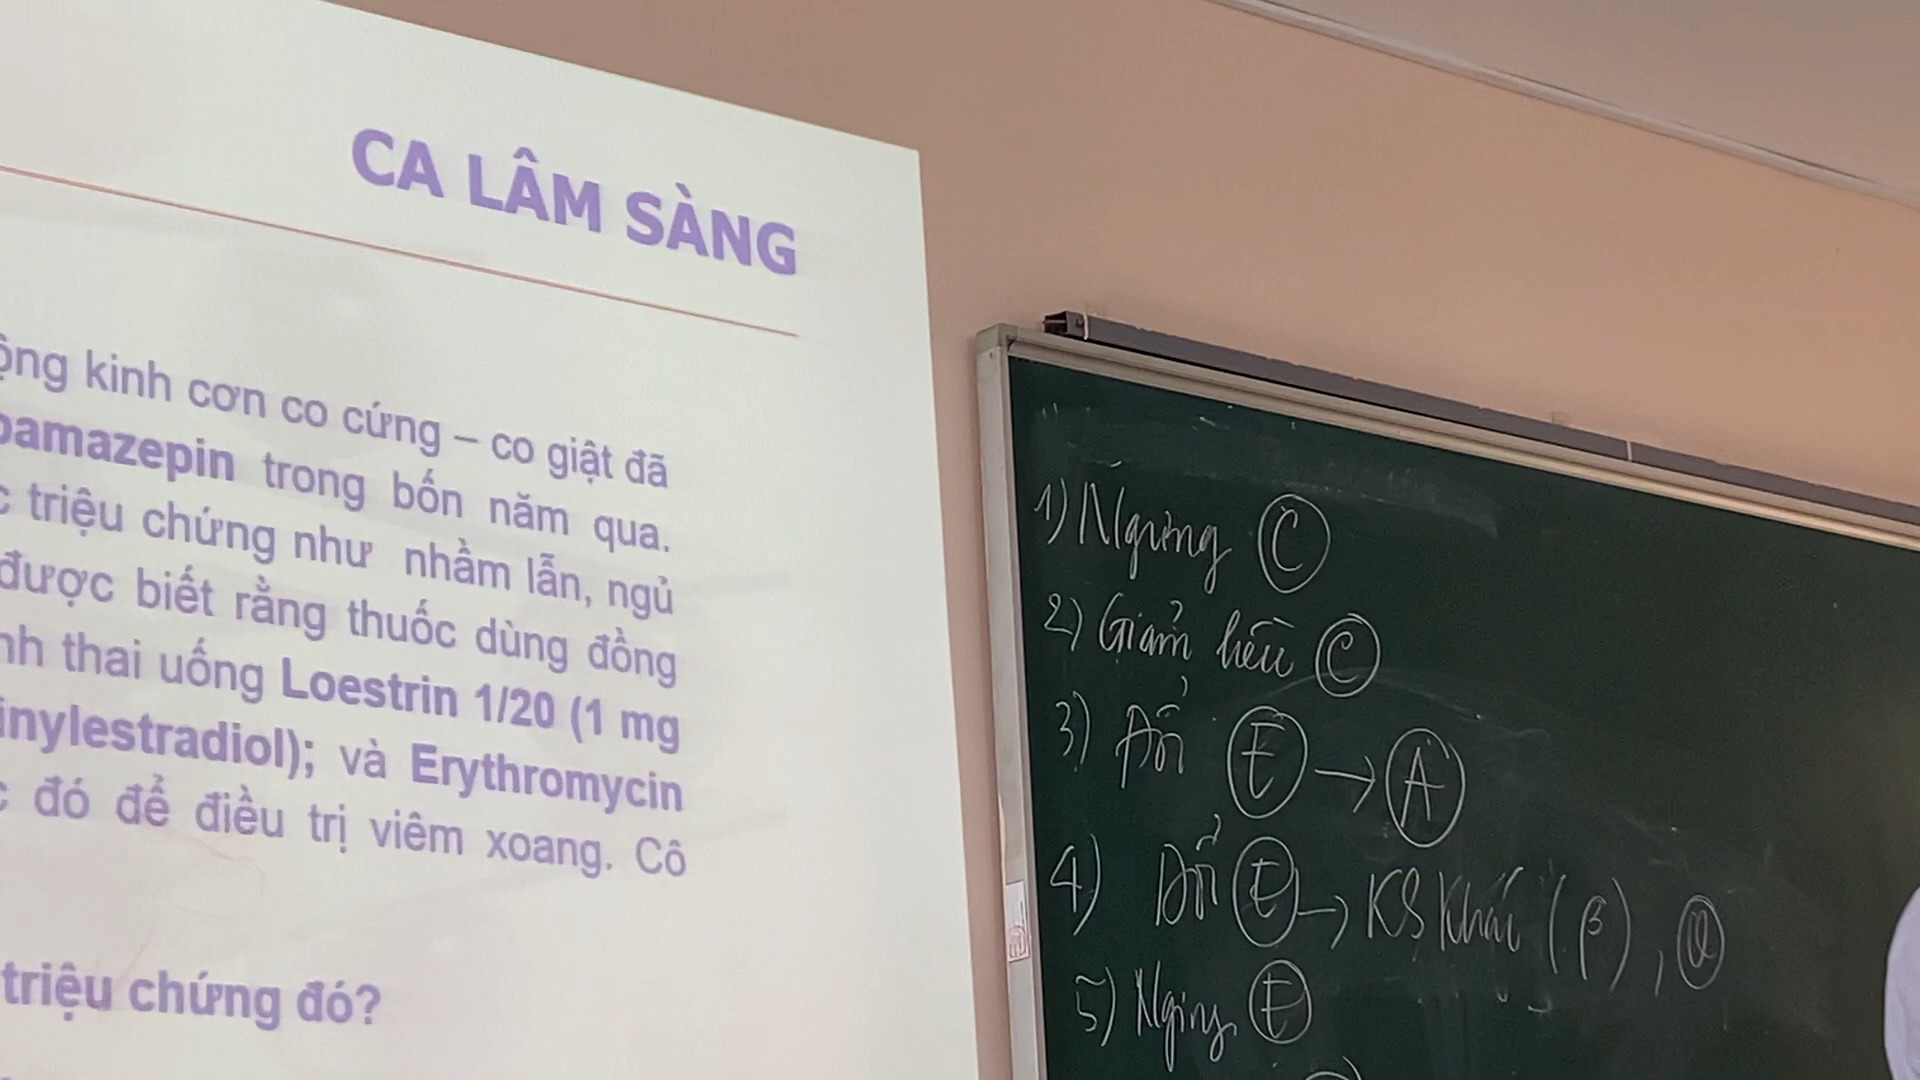 CA LÂM SÀNG
ộng kinh cơn co cứng – co giật đã
bamazepin trong bốn năm qua.
c triệu chứng như nhầm lẫn, ngủ
được biết rằng thuốc dùng đồng
nh thai uống Loestrin 1/20 (1 mg
inylestradiol); và Erythromycin
c đó để điều trị viêm xoang. Cô
triệu chứng đó?
1) Ngưng C
2) Giảm liều C
3) Đổi E → A
4) Đổi E → KS Khác (β), Q
5) Ngưng E